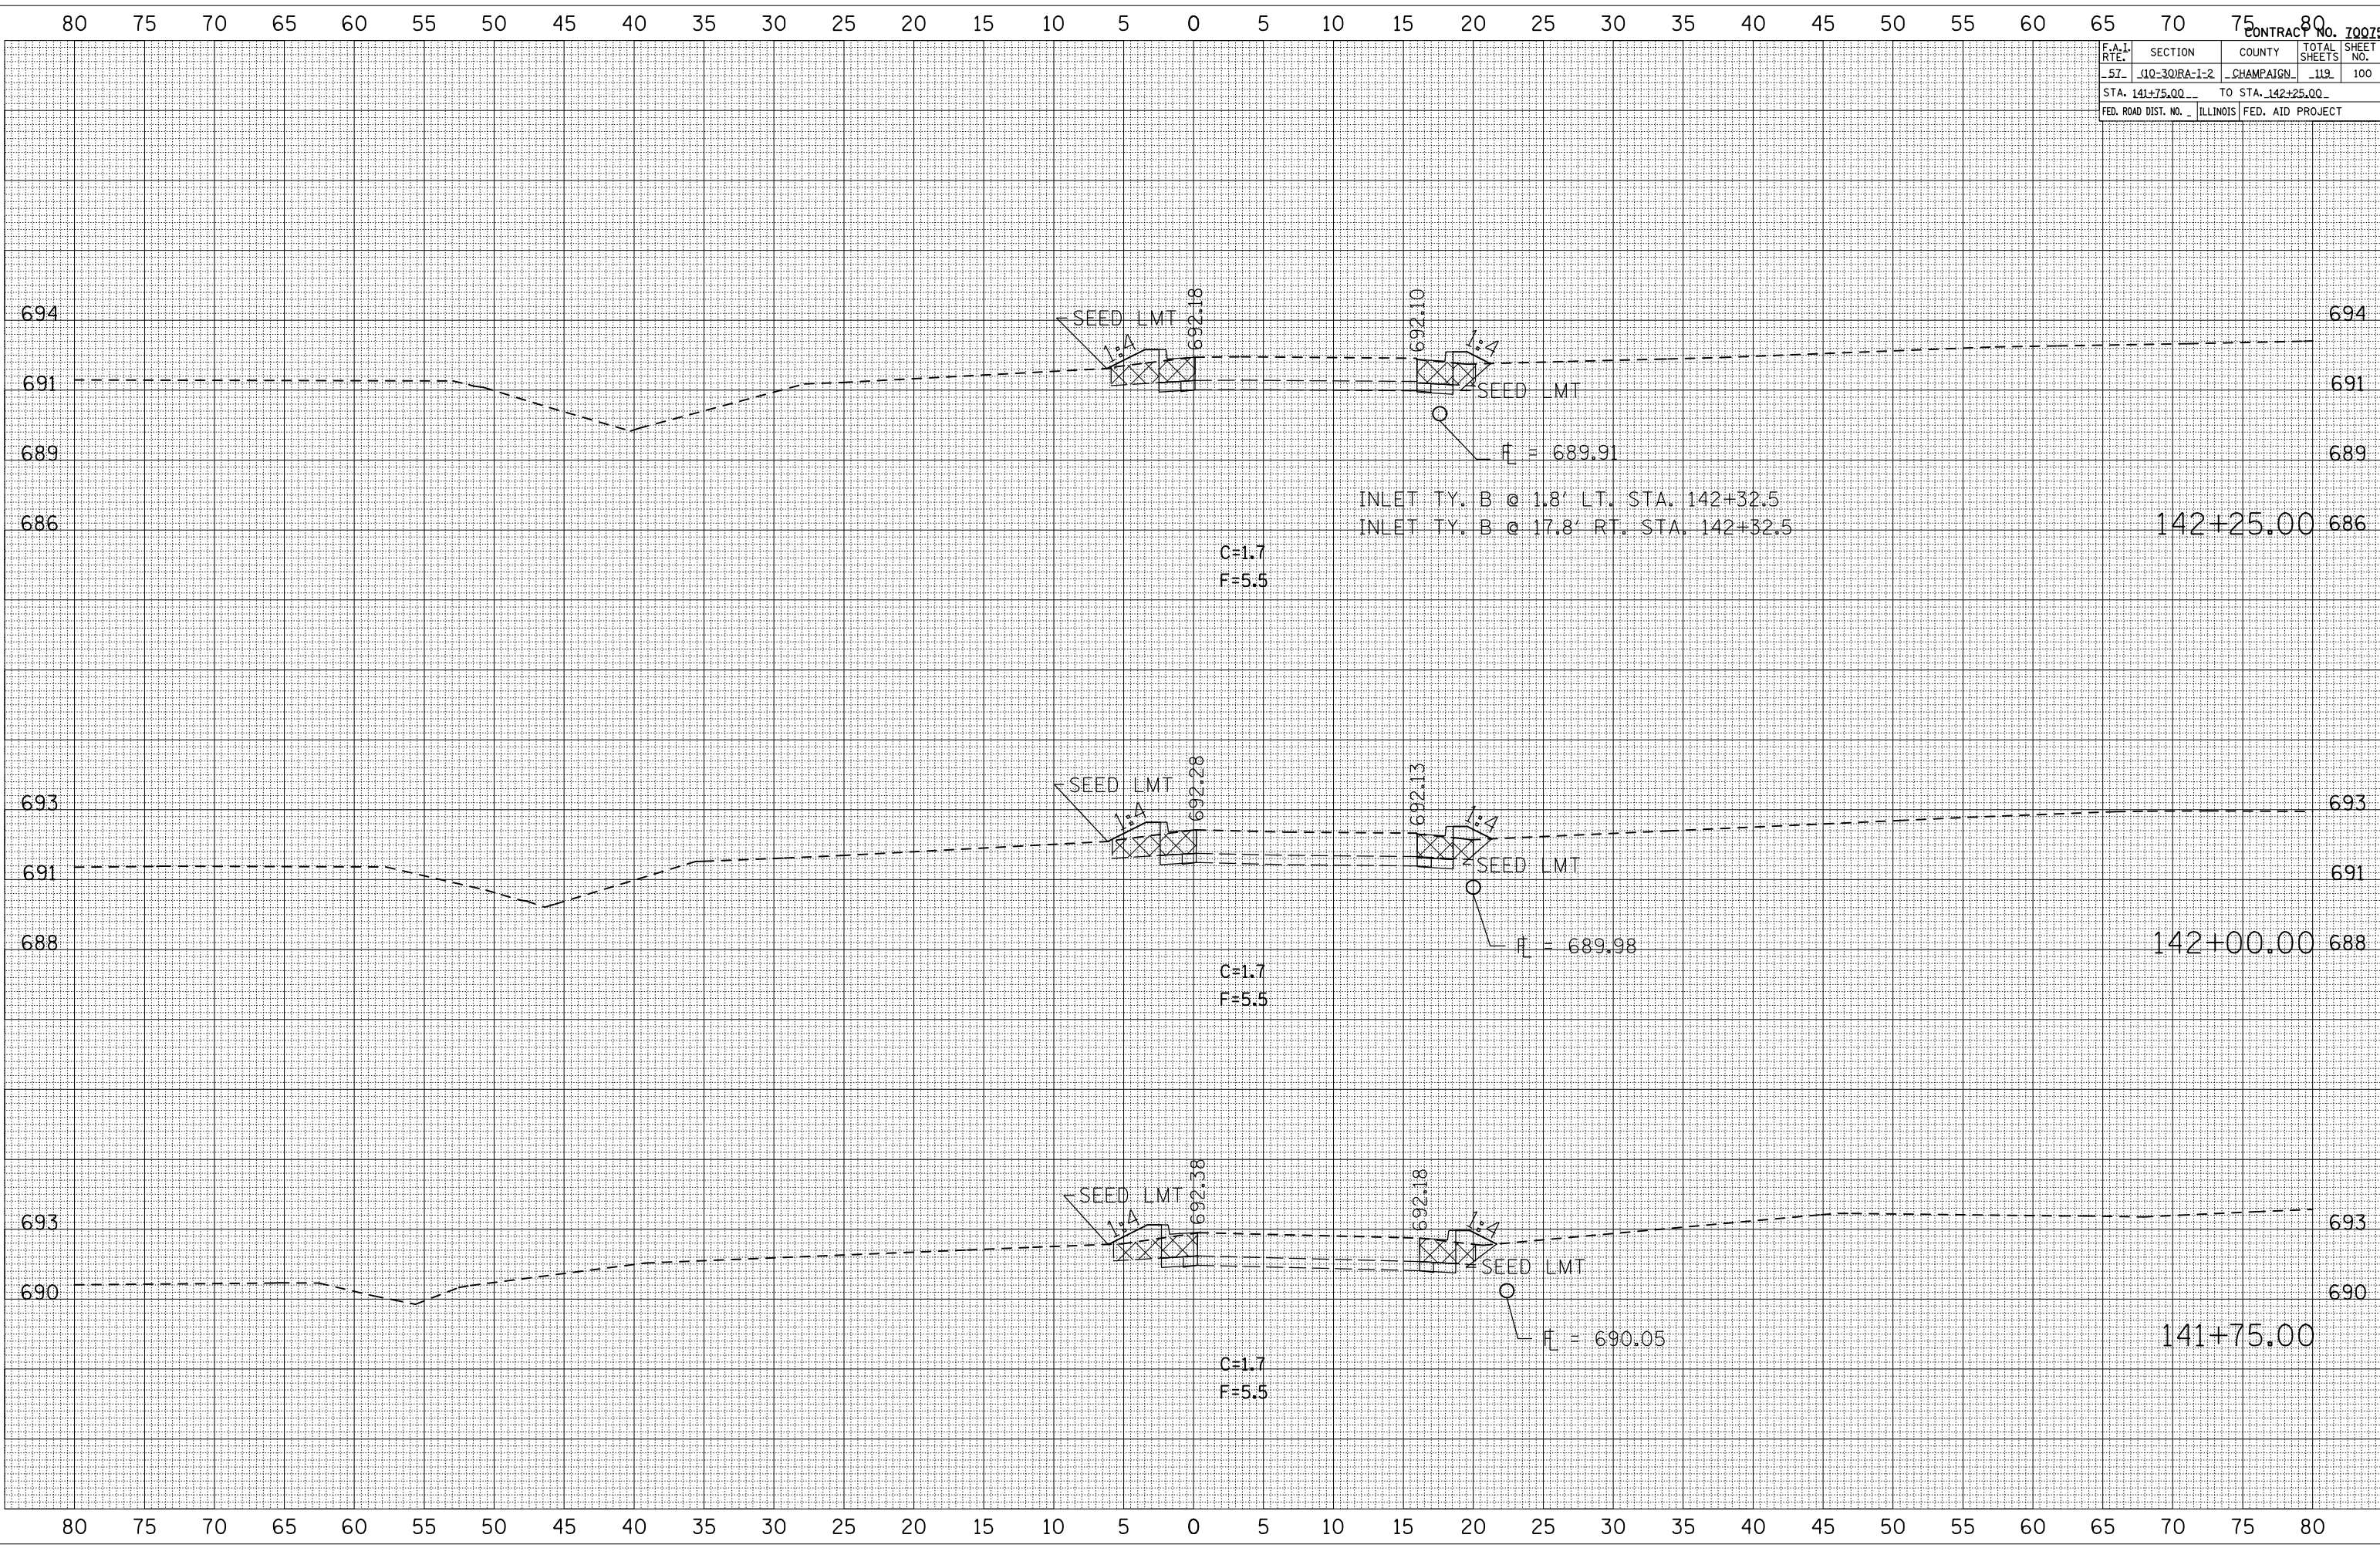 80 75 70 65 60 55 50 45 40 35 30 25 20 15 10 5 0 5 10 15 20 25 30 35 40 45 50 55 60 65 70 75 80
CONTRACT NO. 70075
F.A.I. RTE. SECTION COUNTY TOTAL SHEETS SHEET NO.
57 (10-30)RA-I-2 CHAMPAIGN 119 100
STA. 141+75.00 TO STA. 142+25.00
FED. ROAD DIST. NO. ILLINOIS FED. AID PROJECT
692.18 692.10
694 SEED LMT 694
1:4 1:4
691 SEED LMT 691
689 FL = 689.91 689
INLET TY. B @ 1.8' LT. STA. 142+32.5
686 INLET TY. B @ 17.8' RT. STA. 142+32.5 142+25.00 686
C=1.7
F=5.5
692.28 692.13
SEED LMT
693 1:4 1:4 693
691 SEED LMT 691
688 FL = 689.98 142+00.00 688
C=1.7
F=5.5
692.38 692.18
SEED LMT
693 1:4 1:4 693
SEED LMT
690 690
FL = 690.05 141+75.00
C=1.7
F=5.5
80 75 70 65 60 55 50 45 40 35 30 25 20 15 10 5 0 5 10 15 20 25 30 35 40 45 50 55 60 65 70 75 80